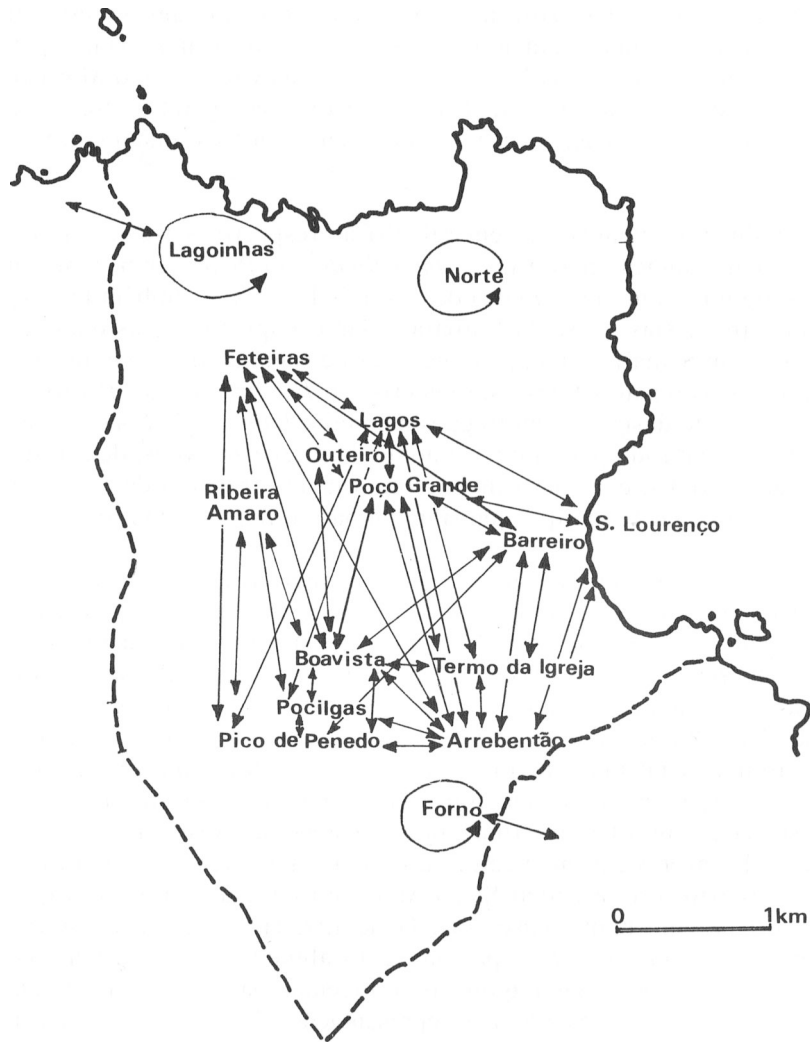 Lagoinhas
Norte
Feteiras
Lagos
Outeiro
Poço Grande
Ribeira
Amaro
S. Lourenço
Barreiro
Boavista
Termo da Igreja
Pocilgas
Pico de Penedo
Arrebentão
Forno
0 1km